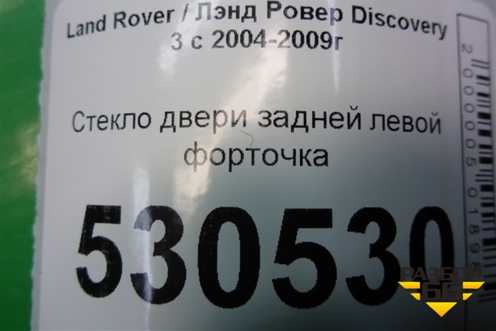 Land Rover / Лэнд Ровер Discovery
3 с 2004-2009г
Стекло двери задней левой
форточка
530530